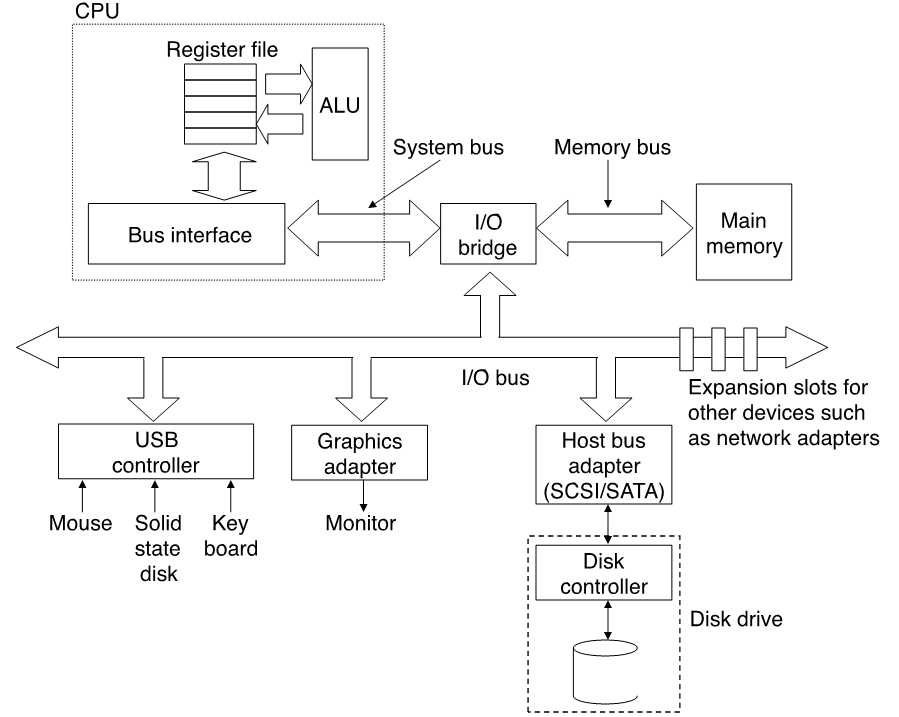 CPU
Register file
ALU
System bus
Memory bus
Bus interface
I/O
bridge
Main
memory
I/O bus
Expansion slots for
other devices such
as network adapters
USB
controller
Graphics
adapter
Host bus
adapter
(SCSI/SATA)
Mouse
Solid
state
disk
Key
board
Monitor
Disk
controller
Disk drive